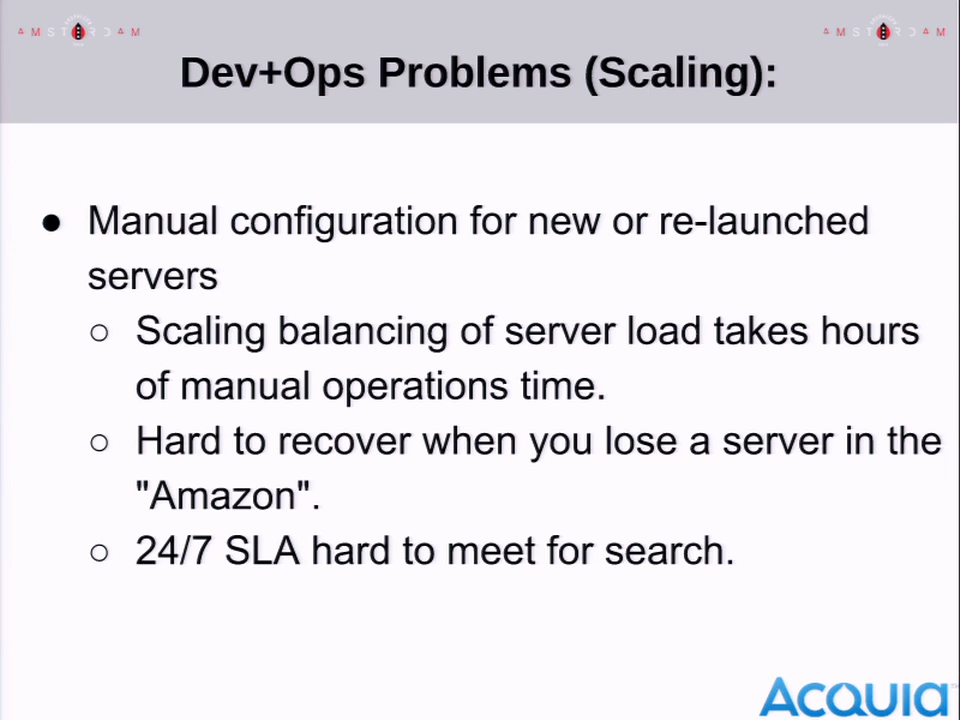 AMSTERDAM AMSTERDAM
Dev+Ops Problems (Scaling):
● Manual configuration for new or re-launched
servers
○ Scaling balancing of server load takes hours
of manual operations time.
○ Hard to recover when you lose a server in the
"Amazon".
○ 24/7 SLA hard to meet for search.
Acquia